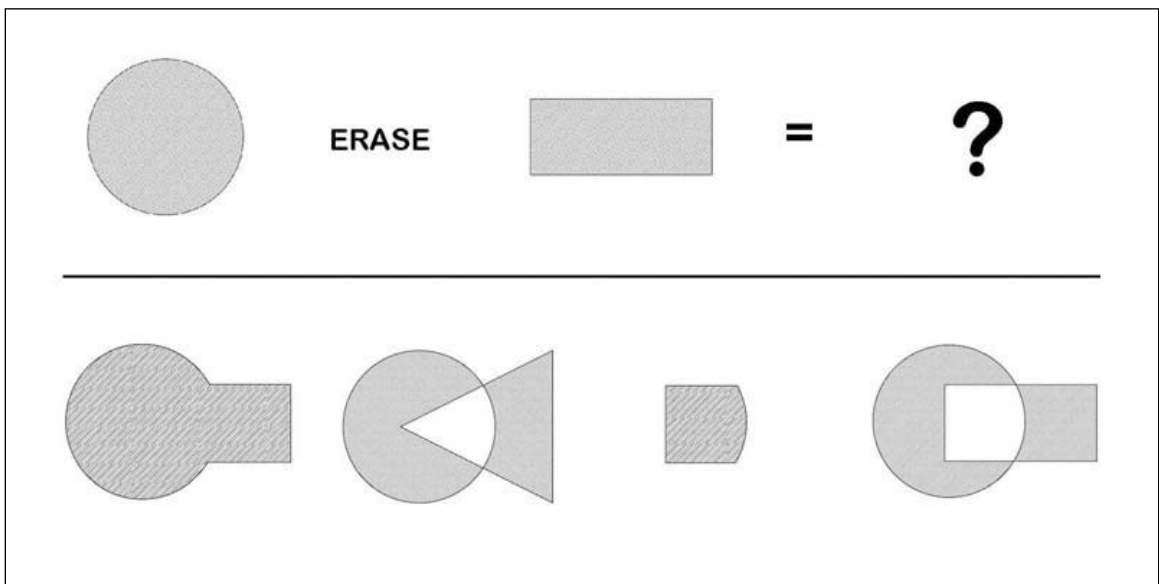 ERASE = ?